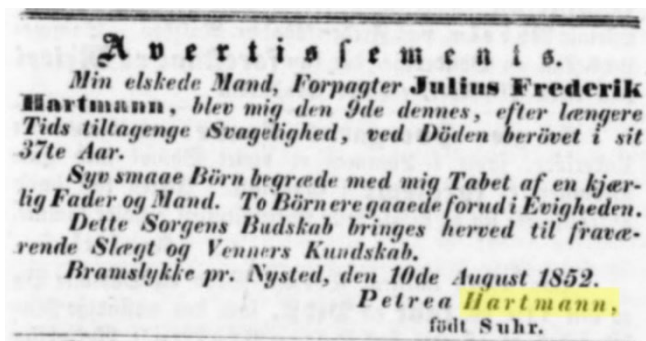 Avertissements.
Min elskede Mand, Forpagter Julius Frederik
Hartmann, blev mig den 9de dennes, efter længere
Tids tiltagenge Svagelighed, ved Döden berövet i sit
37te Aar.
Syv smaae Börn begræde med mig Tabet af en kjær-
lig Fader og Mand. To Börn ere gaaede forud i Evigheden.
Dette Sorgens Budskab bringes herved til fravæ-
rende Slægt og Venners Kundskab.
Bramslykke pr. Nysted, den 10de August 1852.
Petrea Hartmann,
födt Suhr.